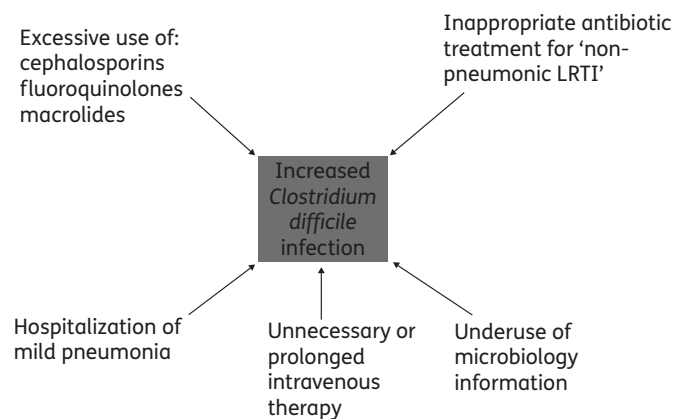 Excessive use of:
cephalosporins
fluoroquinolones
macrolides
Inappropriate antibiotic
treatment for ‘non-
pneumonic LRTI’
Increased
Clostridium
difficile
infection
Hospitalization of
mild pneumonia
Unnecessary or
prolonged
intravenous
therapy
Underuse of
microbiology
information